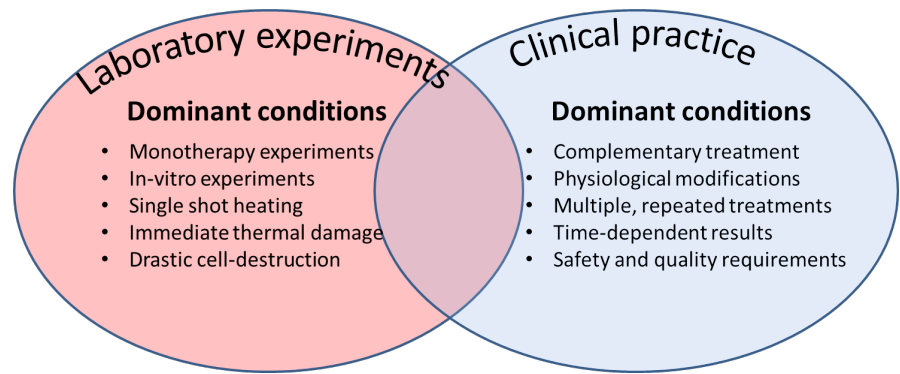 Laboratory experiments
Dominant conditions
• Monotherapy experiments
• In-vitro experiments
• Single shot heating
• Immediate thermal damage
• Drastic cell-destruction
Clinical practice
Dominant conditions
• Complementary treatment
• Physiological modifications
• Multiple, repeated treatments
• Time-dependent results
• Safety and quality requirements